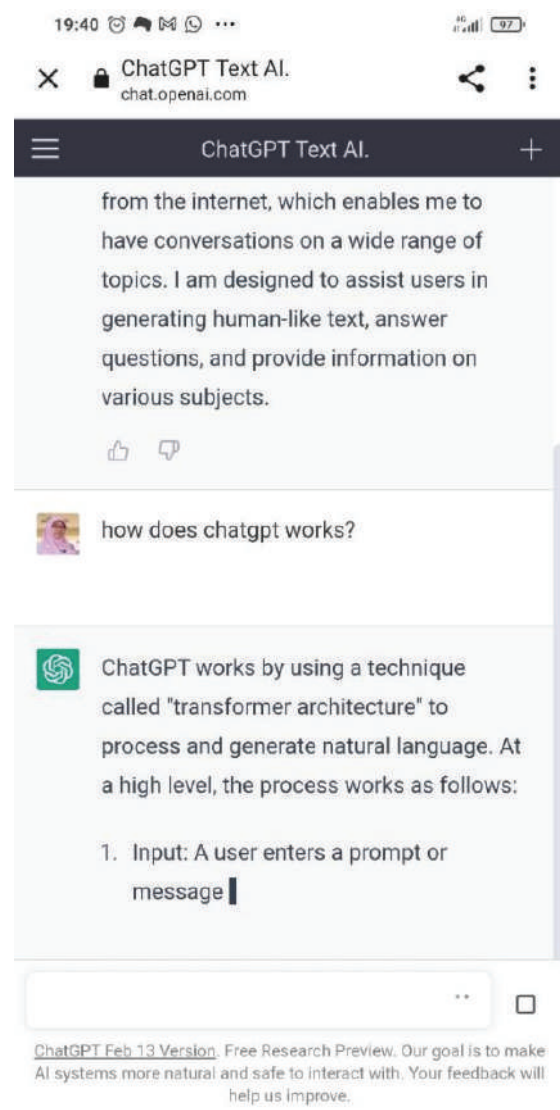 19:40 ...
4G
97
ChatGPT Text AI.
chat.openai.com
ChatGPT Text AI.
from the internet, which enables me to
have conversations on a wide range of
topics. I am designed to assist users in
generating human-like text, answer
questions, and provide information on
various subjects.
how does chatgpt works?
ChatGPT works by using a technique
called "transformer architecture" to
process and generate natural language. At
a high level, the process works as follows:
1. Input: A user enters a prompt or
message
ChatGPT Feb 13 Version. Free Research Preview. Our goal is to make
AI systems more natural and safe to interact with. Your feedback will
help us improve.